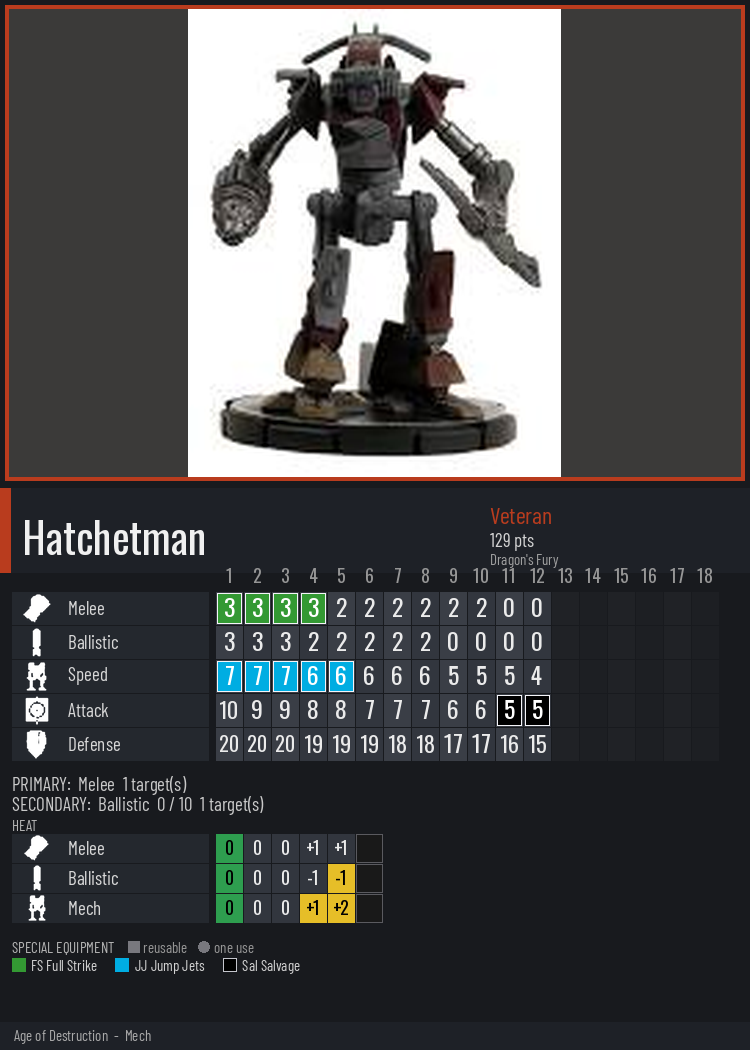 Hatchetman
Veteran
129 pts
Dragon's Fury
1 2 3 4 5 6 7 8 9 10 11 12 13 14 15 16 17 18
Melee 3 3 3 3 2 2 2 2 2 2 0 0
Ballistic 3 3 3 2 2 2 2 2 0 0 0 0
Speed 7 7 7 6 6 6 6 6 5 5 5 4
Attack 10 9 9 8 8 7 7 7 6 6 5 5
Defense 20 20 20 19 19 19 18 18 17 17 16 15
PRIMARY: Melee 1 target(s)
SECONDARY: Ballistic 0 / 10 1 target(s)
HEAT
Melee 0 0 0 +1 +1
Ballistic 0 0 0 -1 -1
Mech 0 0 0 +1 +2
SPECIAL EQUIPMENT reusable one use
FS Full Strike JJ Jump Jets Sal Salvage
Age of Destruction - Mech